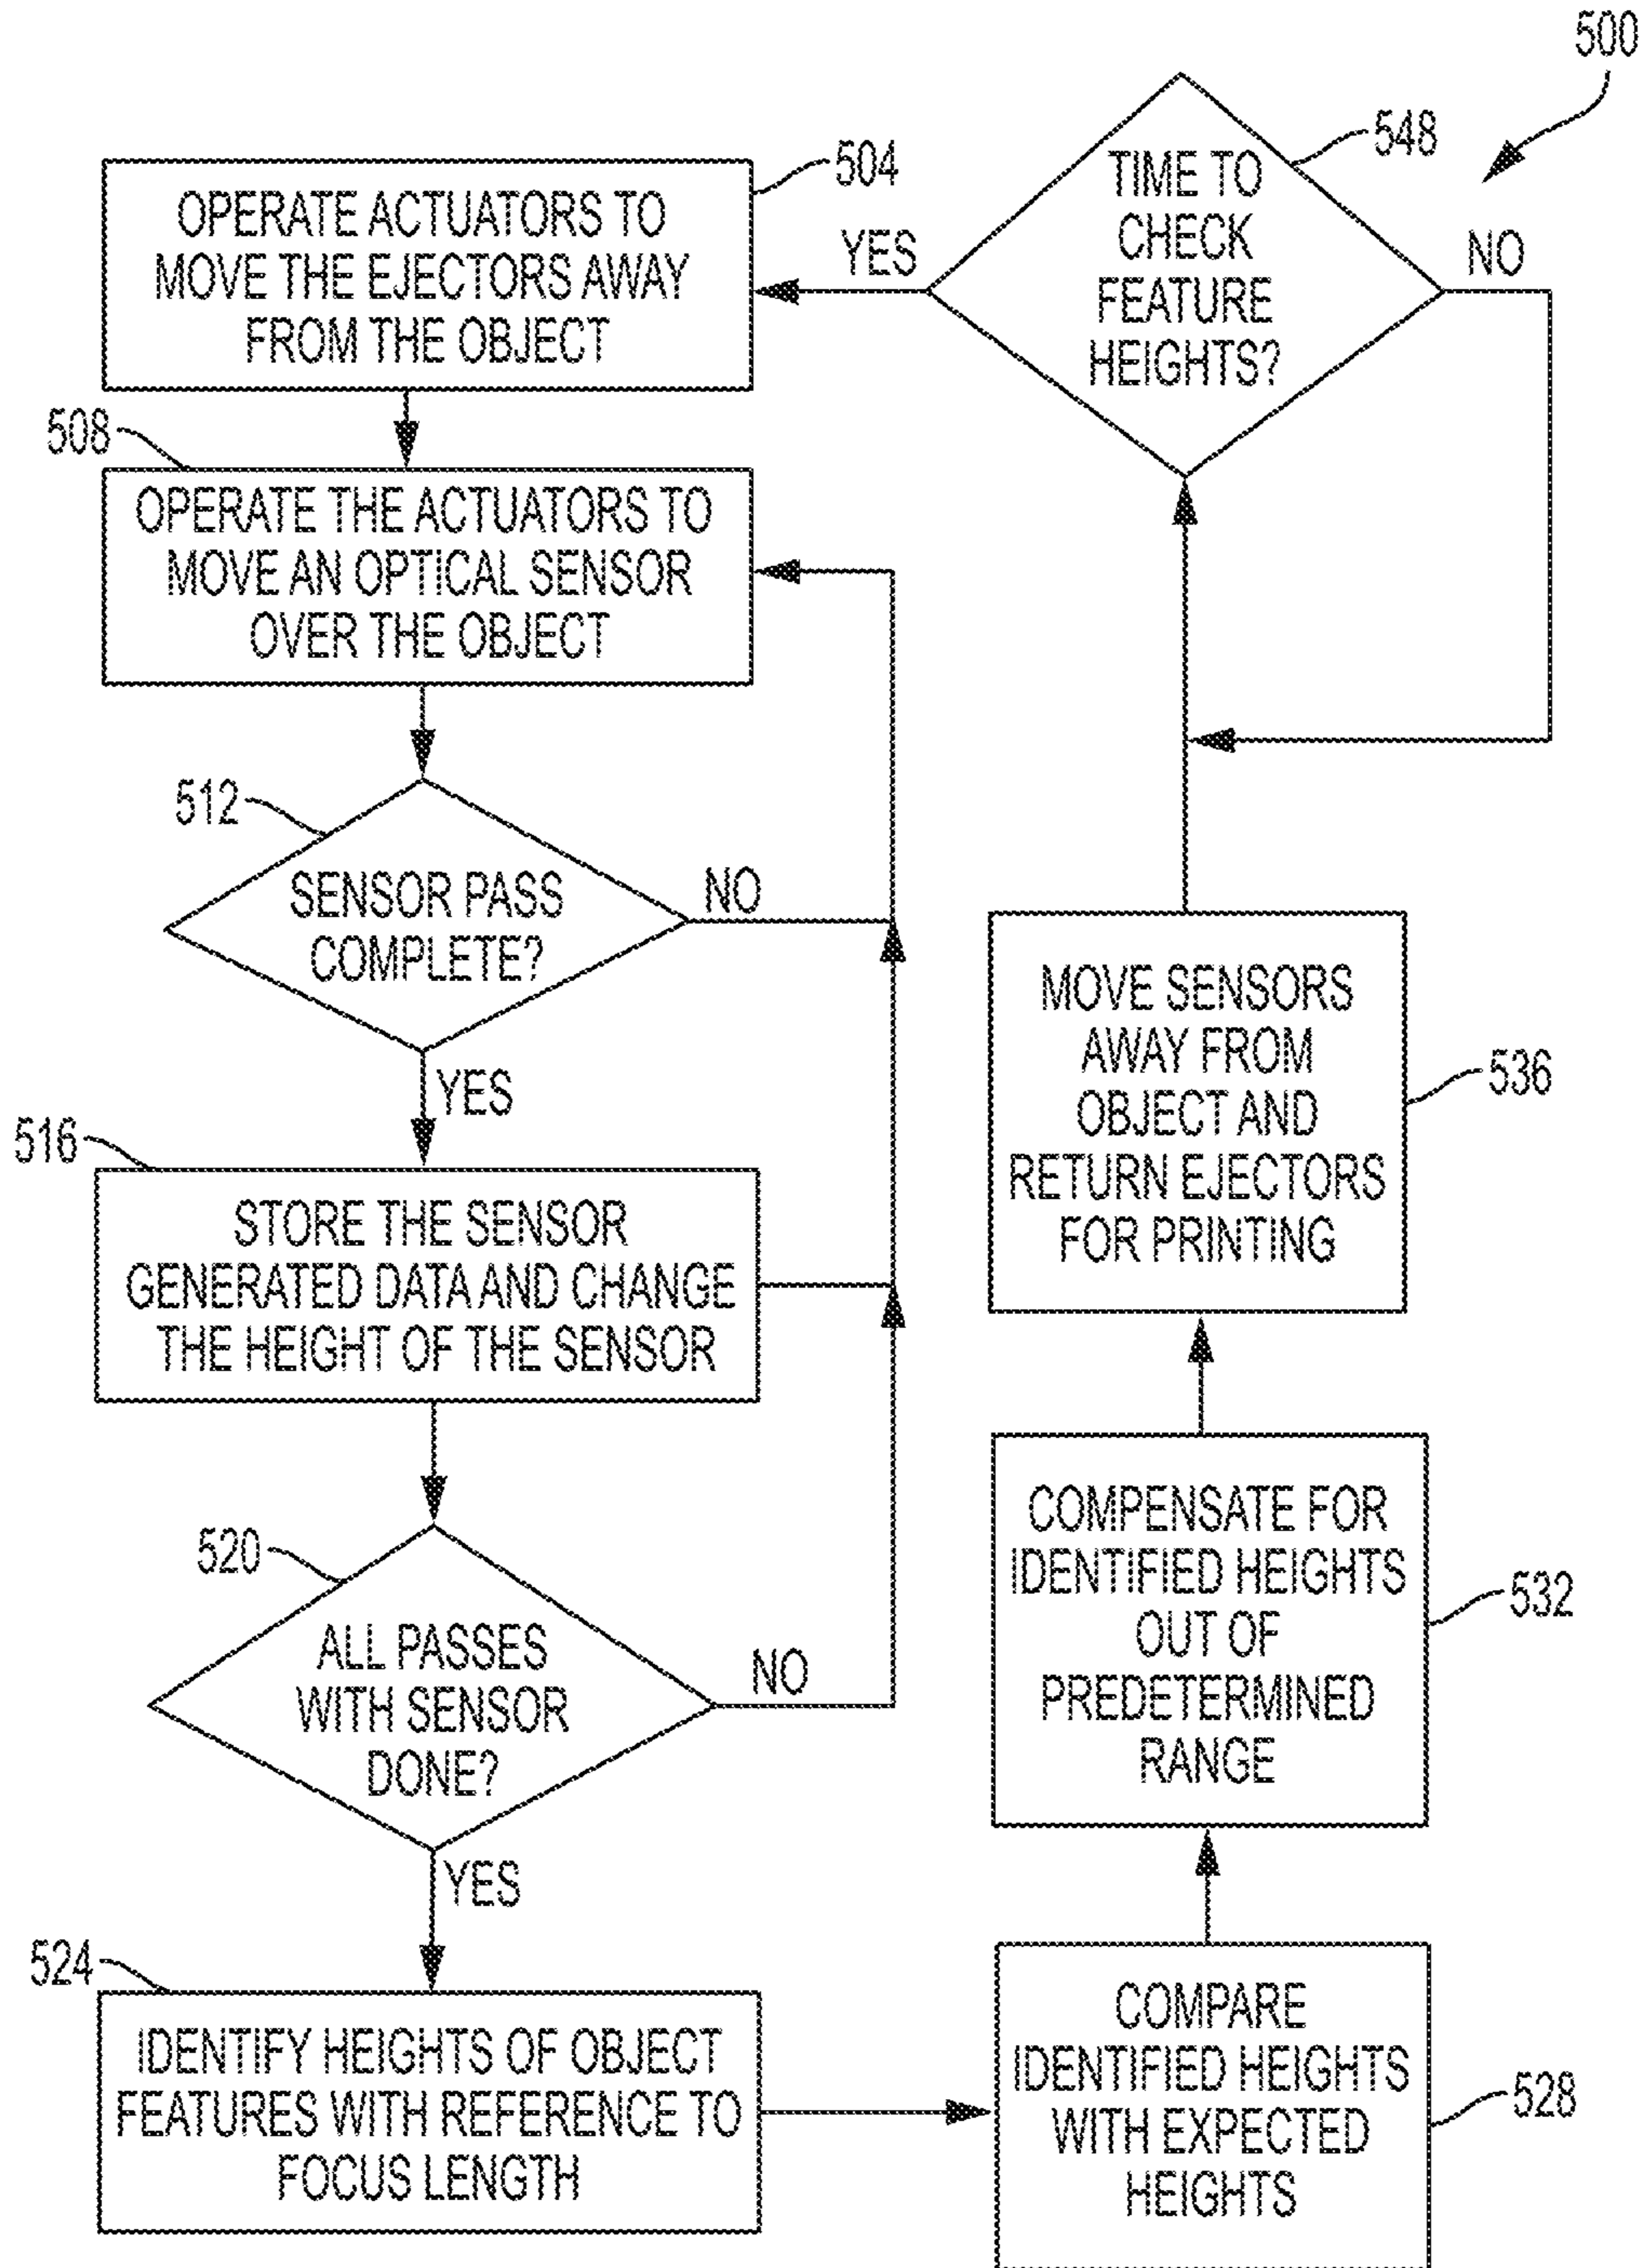 500
548
TIME TO
CHECK
FEATURE
HEIGHTS?
YES
NO
504
OPERATE ACTUATORS TO
MOVE THE EJECTORS AWAY
FROM THE OBJECT
508
OPERATE THE ACTUATORS TO
MOVE AN OPTICAL SENSOR
OVER THE OBJECT
512
SENSOR PASS
COMPLETE?
NO
YES
516
STORE THE SENSOR
GENERATED DATA AND CHANGE
THE HEIGHT OF THE SENSOR
520
ALL PASSES
WITH SENSOR
DONE?
NO
YES
524
IDENTIFY HEIGHTS OF OBJECT
FEATURES WITH REFERENCE TO
FOCUS LENGTH
COMPARE
IDENTIFIED HEIGHTS
WITH EXPECTED
HEIGHTS
528
COMPENSATE FOR
IDENTIFIED HEIGHTS
OUT OF
PREDETERMINED
RANGE
532
MOVE SENSORS
AWAY FROM
OBJECT AND
RETURN EJECTORS
FOR PRINTING
536